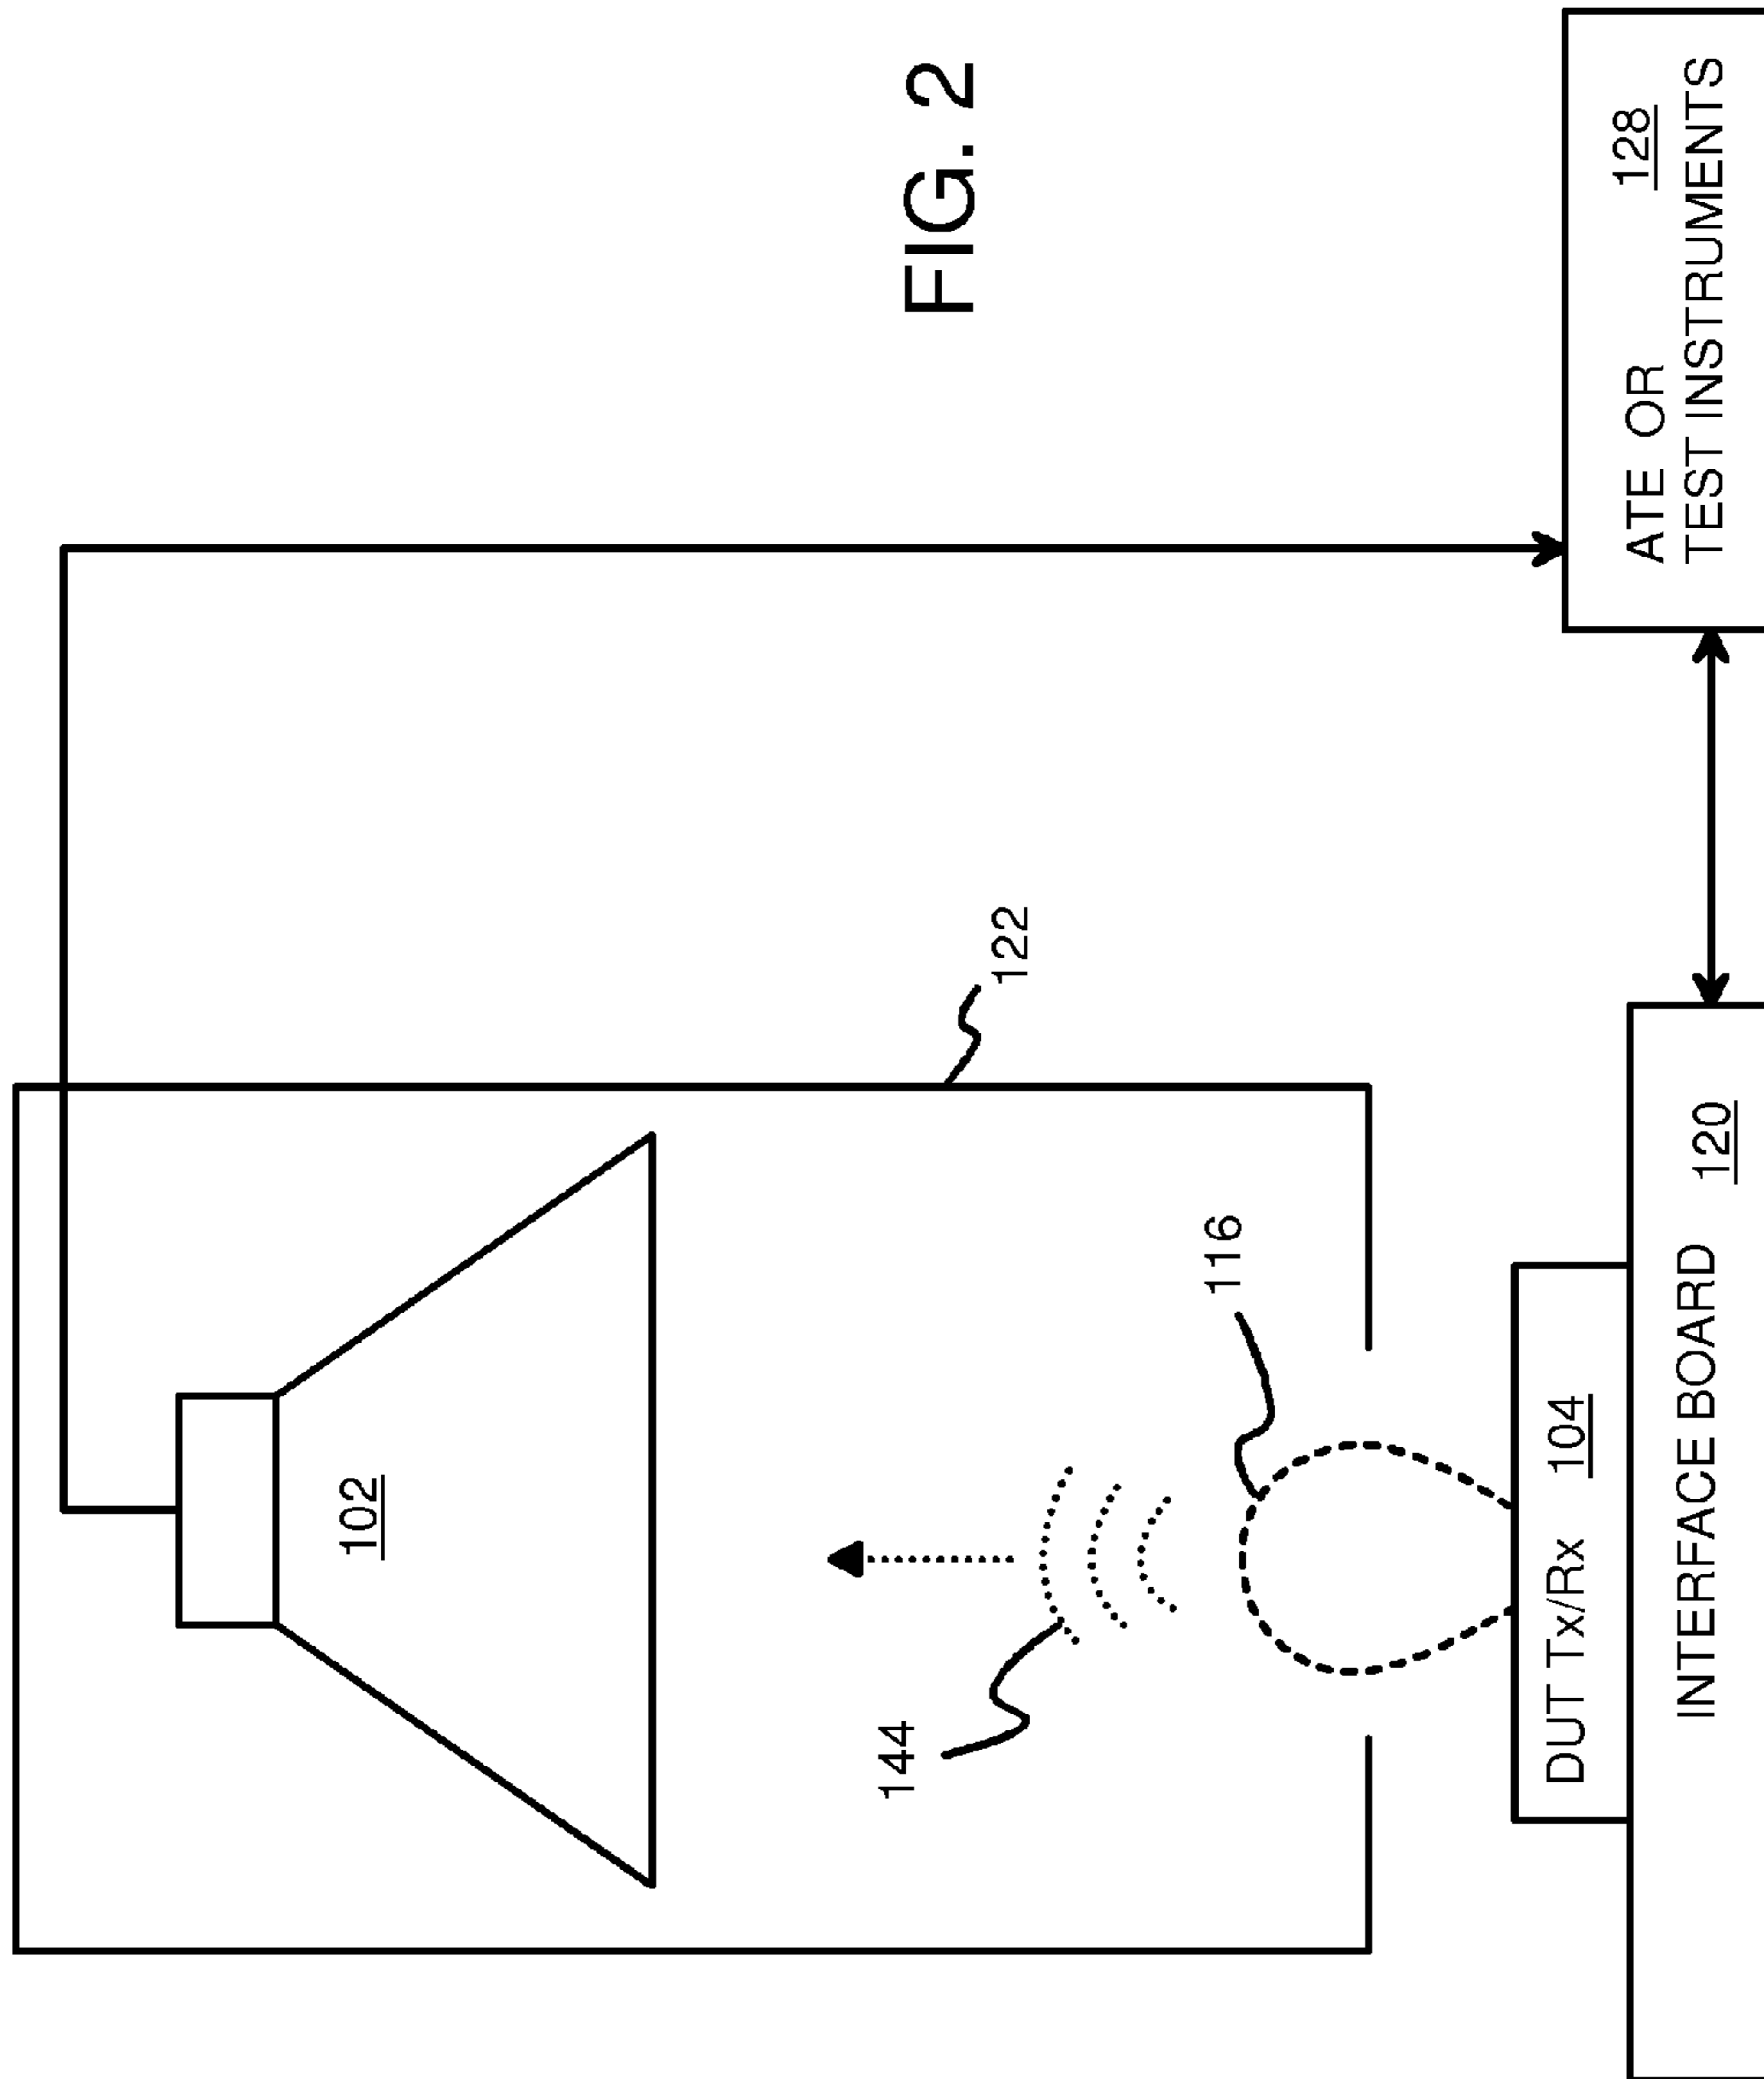 FIG. 2
102
122
144
116
DUT Tx/Rx 104
INTERFACE BOARD 120
ATE OR 128
TEST INSTRUMENTS